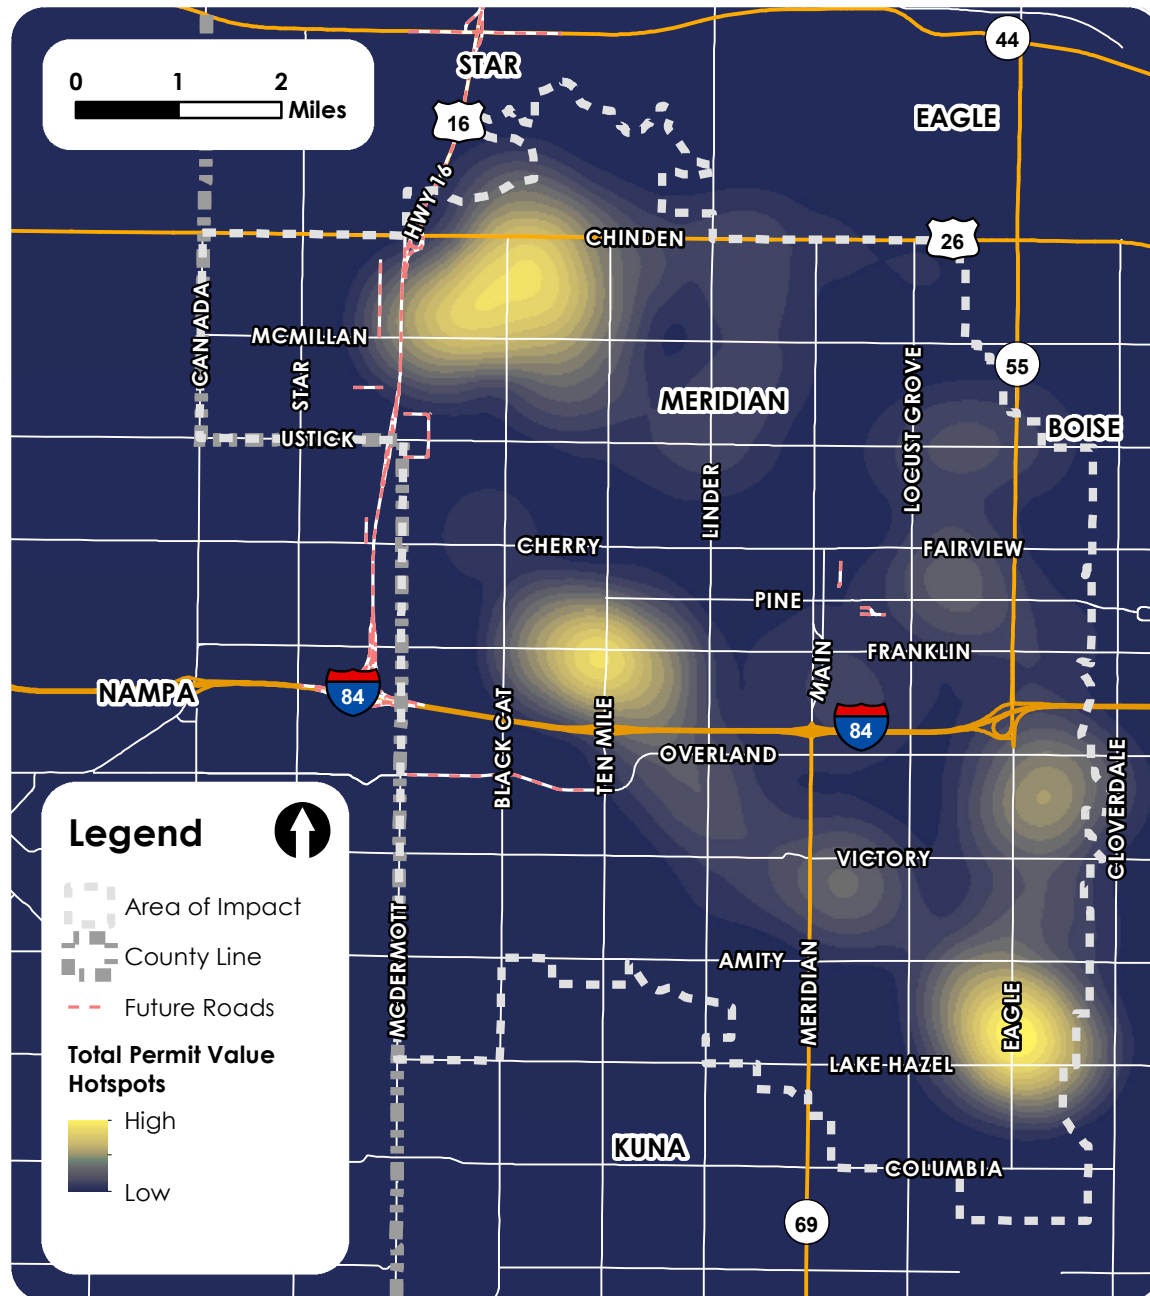 44
0 1 2
Miles
STAR
EAGLE
16
HWY 16
CHINDEN
26
CAN ADA
MCMILLAN
STAR
LOCUST GROVE
55
MERIDIAN
BOISE
USTICK
LINDER
CHERRY
FAIRVIEW
PINE
MAIN
FRANKLIN
NAMPA
84
BLACK CAT
TEN MILE
84
OVERLAND
CLOVERDALE
VICTORY
MCDERMOTT
AMITY
MERIDIAN
EAGLE
LAKE HAZEL
KUNA
COLUMBIA
69
Legend
Area of Impact
County Line
Future Roads
Total Permit Value
Hotspots
High
Low